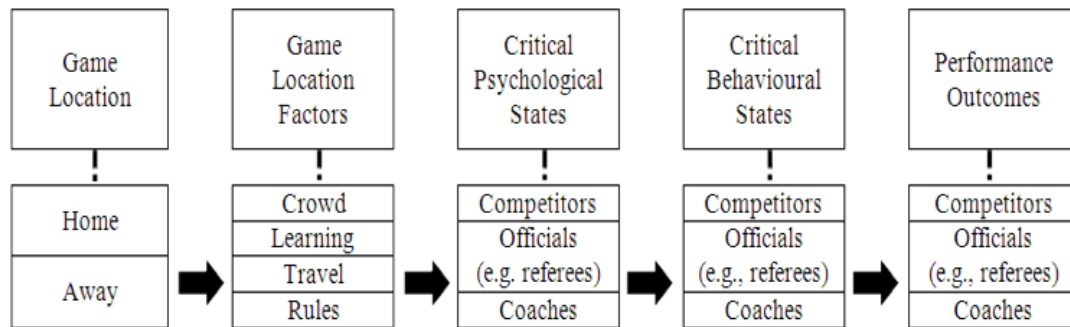 Game
Location
Game
Location
Factors
Critical
Psychological
States
Critical
Behavioural
States
Performance
Outcomes
Home
Away
Crowd
Learning
Travel
Rules
Competitors
Officials
(e.g. referees)
Coaches
Competitors
Officials
(e.g., referees)
Coaches
Competitors
Officials
(e.g., referees)
Coaches